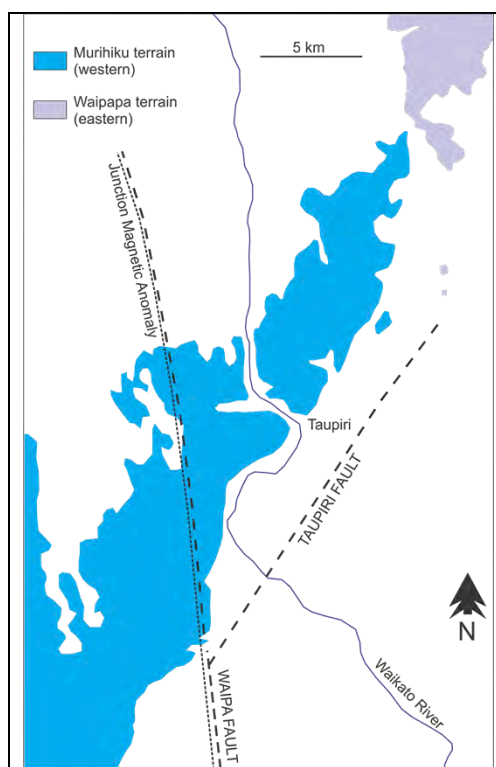 Murihiku terrain
(western)
Waipapa terrain
(eastern)
5 km
Junction Magnetic Anomaly
Taupiri
TAUPIRI FAULT
N
WAIPA FAULT
Waikato River